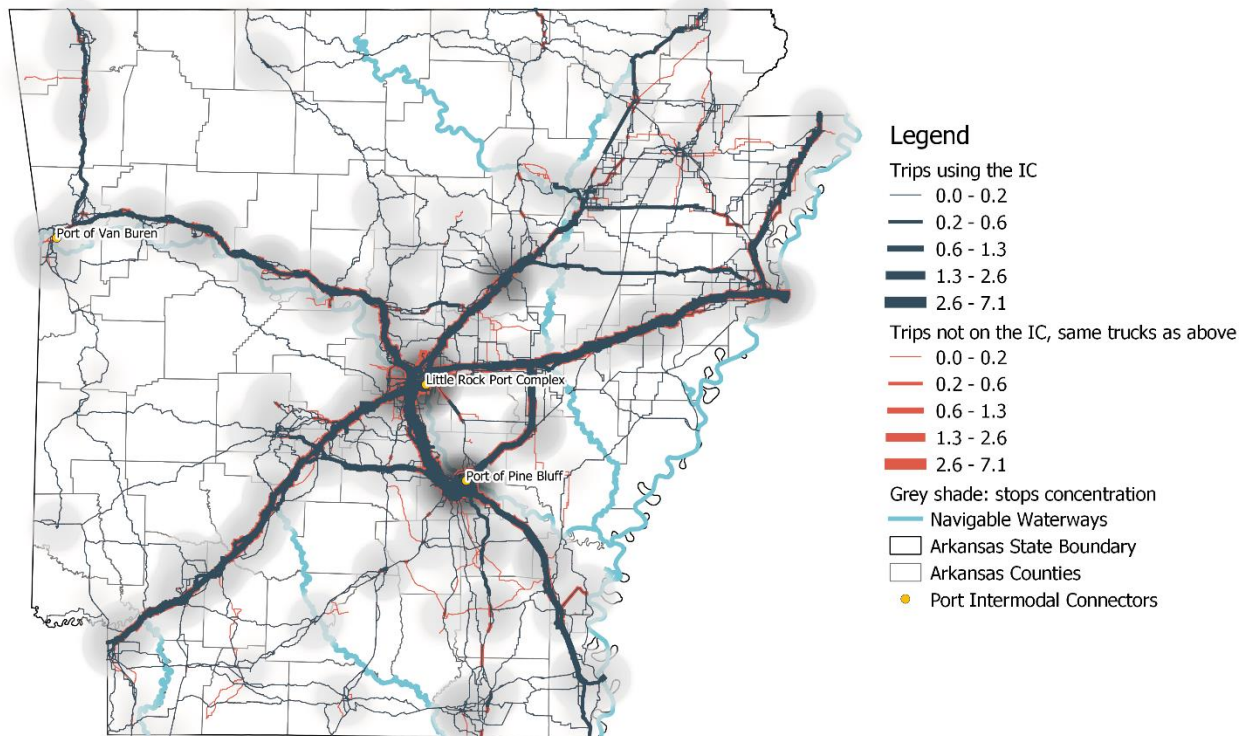 Port of Van Buren
Little Rock Port Complex
Port of Pine Bluff
Legend
Trips using the IC
0.0 - 0.2
0.2 - 0.6
0.6 - 1.3
1.3 - 2.6
2.6 - 7.1
Trips not on the IC, same trucks as above
0.0 - 0.2
0.2 - 0.6
0.6 - 1.3
1.3 - 2.6
2.6 - 7.1
Grey shade: stops concentration
Navigable Waterways
Arkansas State Boundary
Arkansas Counties
Port Intermodal Connectors